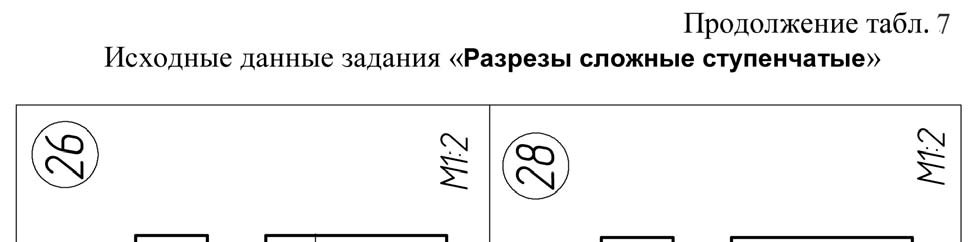 Продолжение табл. 7
Исходные данные задания «Разрезы сложные ступенчатые»
26
М1:2
28
М1:2